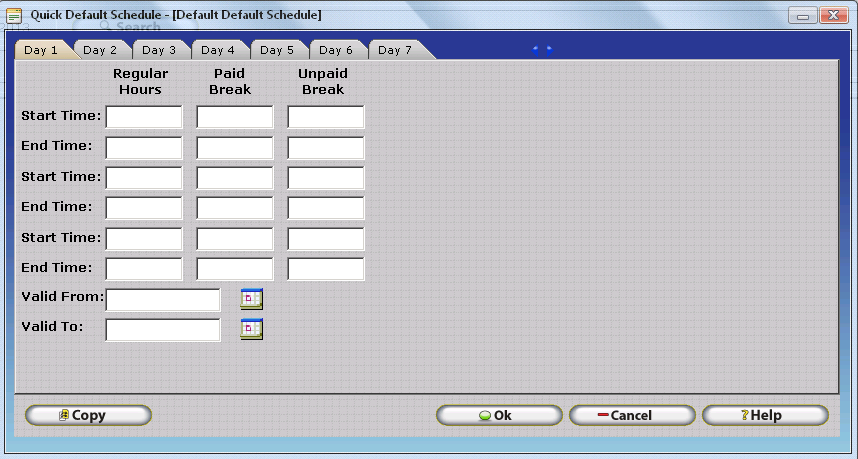 Quick Default Schedule - [Default Default Schedule]
2013 Search
Day 1 Day 2 Day 3 Day 4 Day 5 Day 6 Day 7
Regular Paid Unpaid
Hours Break Break
Start Time:
End Time:
Start Time:
End Time:
Start Time:
End Time:
Valid From:
Valid To:
Copy Ok Cancel ?Help